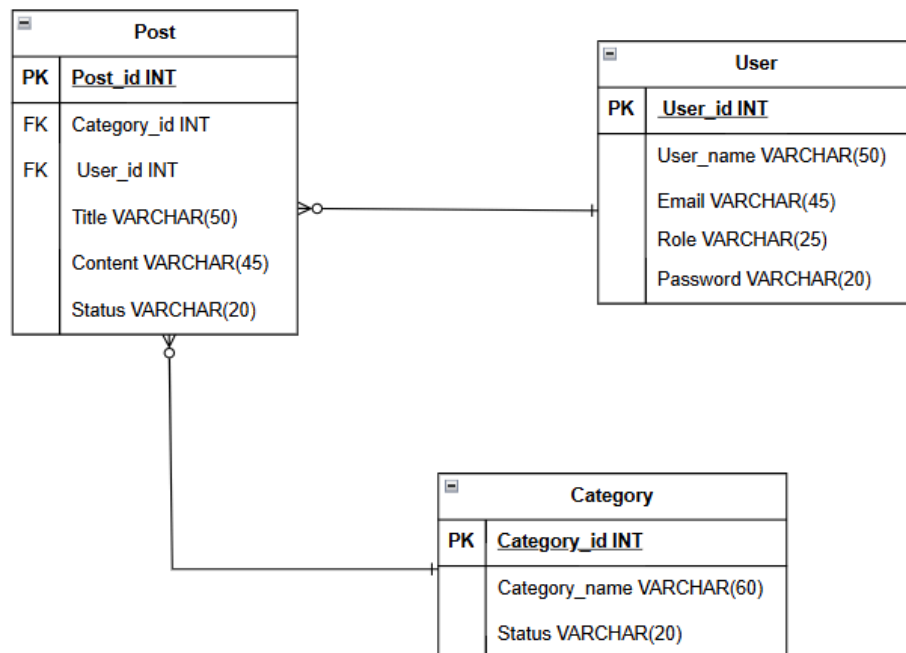 Post
PK Post_id INT
FK Category_id INT
FK User_id INT
Title VARCHAR(50)
Content VARCHAR(45)
Status VARCHAR(20)
User
PK User_id INT
User_name VARCHAR(50)
Email VARCHAR(45)
Role VARCHAR(25)
Password VARCHAR(20)
Category
PK Category_id INT
Category_name VARCHAR(60)
Status VARCHAR(20)